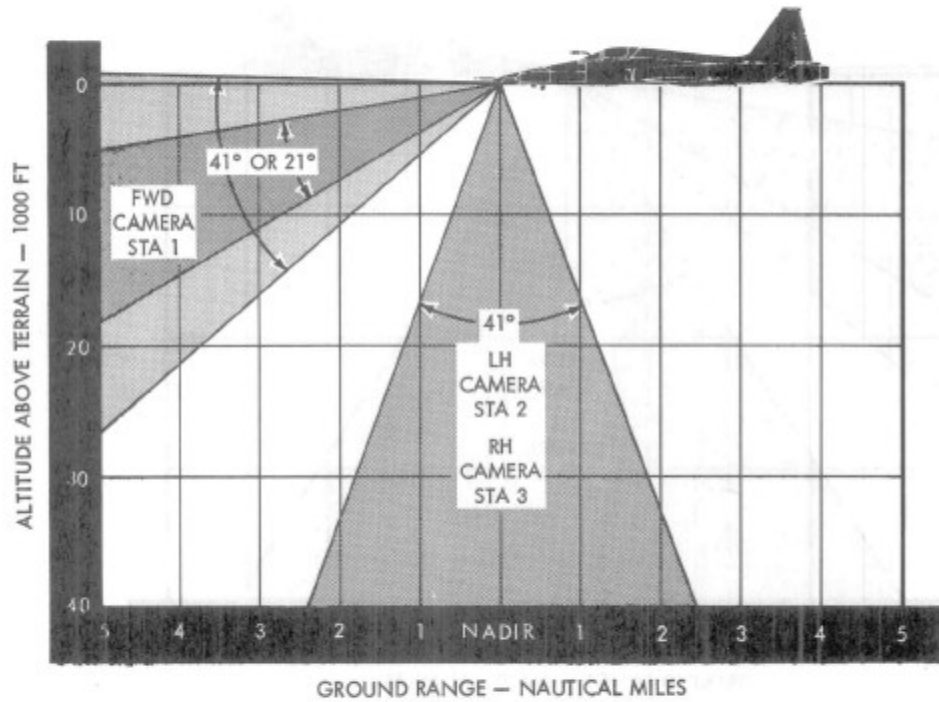 ALTITUDE ABOVE TERRAIN — 1000 FT
0
10
20
30
40
41° OR 21°
FWD
CAMERA
STA 1
41°
LH
CAMERA
STA 2
RH
CAMERA
STA 3
5 4 3 2 1 NADIR 1 2 3 4 5
GROUND RANGE — NAUTICAL MILES